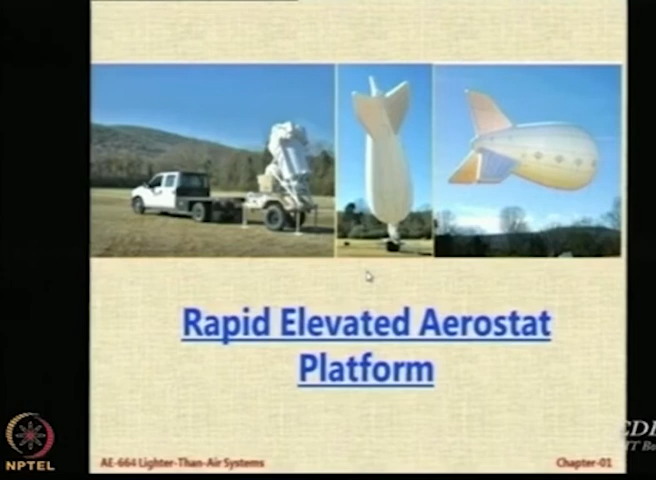 Rapid Elevated Aerostat
Platform
NPTEL
AE-664 Lighter-Than-Air Systems
Chapter-01